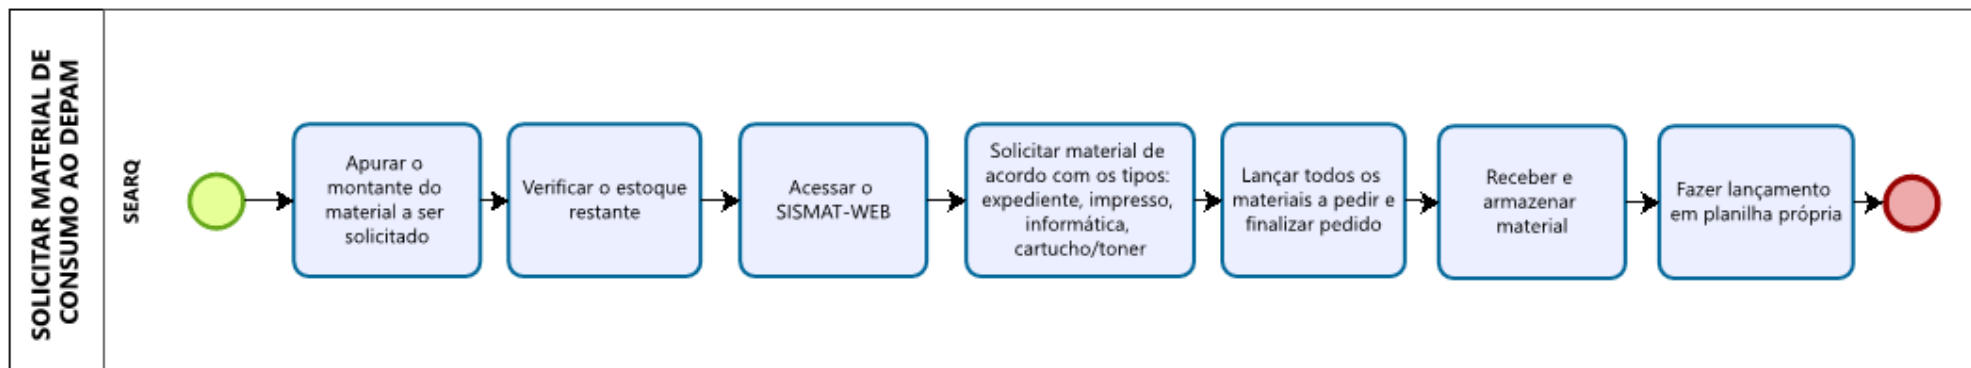 SOLICITAR MATERIAL DE
CONSUMO AO DEPAM
SEARQ
Apurar o
montante do
material a ser
solicitado
Verificar o estoque
restante
Acessar o
SISMAT-WEB
Solicitar material de
acordo com os tipos:
expediente, impresso,
informática,
cartucho/toner
Lançar todos os
materiais a pedir e
finalizar pedido
Receber e
armazenar
material
Fazer lançamento
em planilha própria